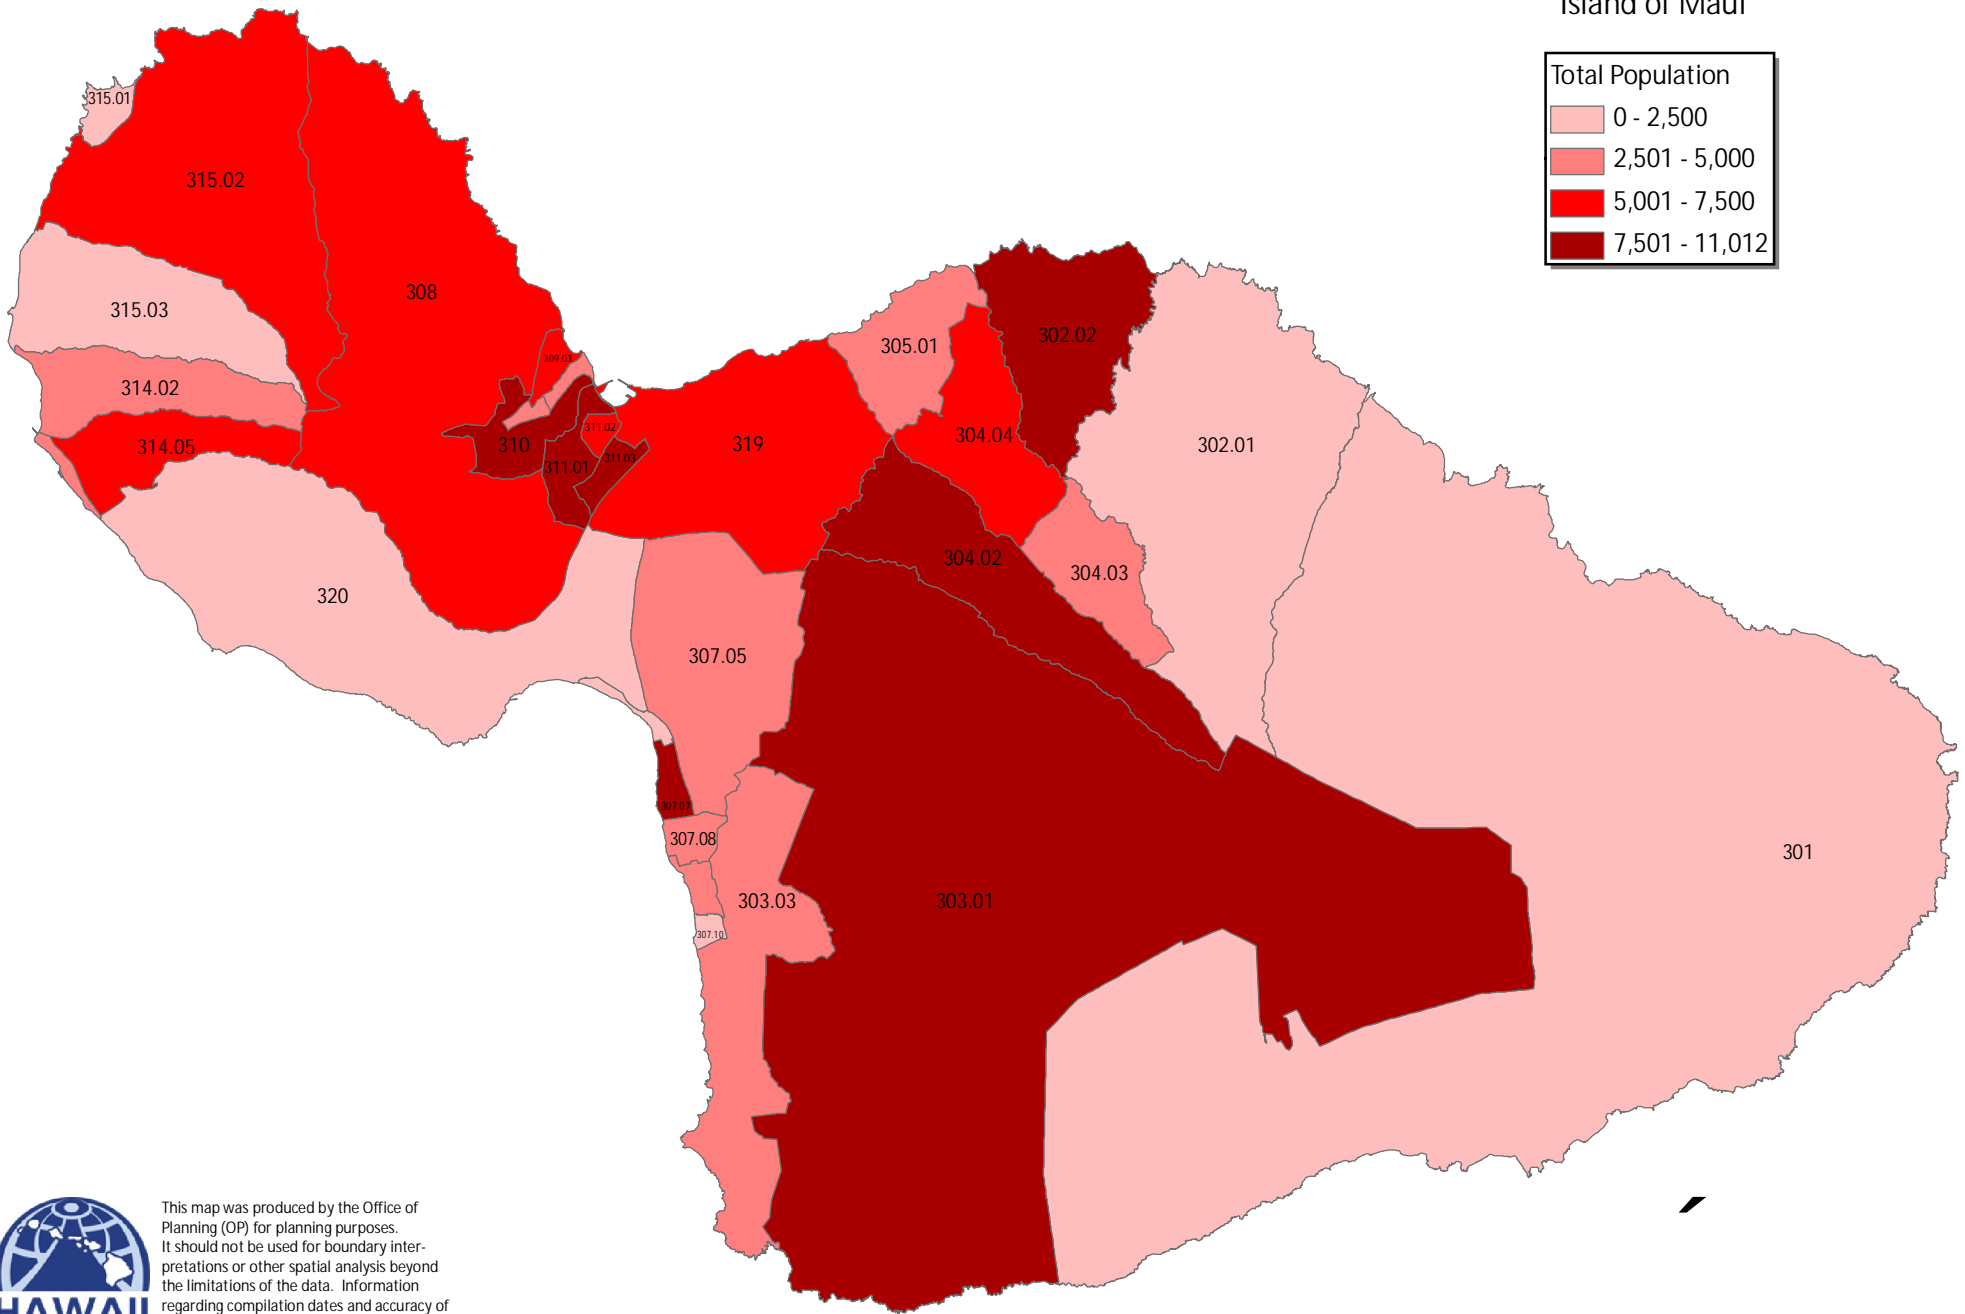 Island of Maui
Total Population
0 - 2,500
2,501 - 5,000
5,001 - 7,500
7,501 - 11,012
315.01
315.02
308
315.03
302.02
305.01
309.03
314.02
311.02
304.04
319
302.01
310
314.05
311.03
311.01
304.02
304.03
320
307.05
307.07
307.08
301
303.03
303.01
307.10
This map was produced by the Office of
Planning (OP) for planning purposes.
It should not be used for boundary inter-
pretations or other spatial analysis beyond
the limitations of the data. Information
regarding compilation dates and accuracy of
HAWAII